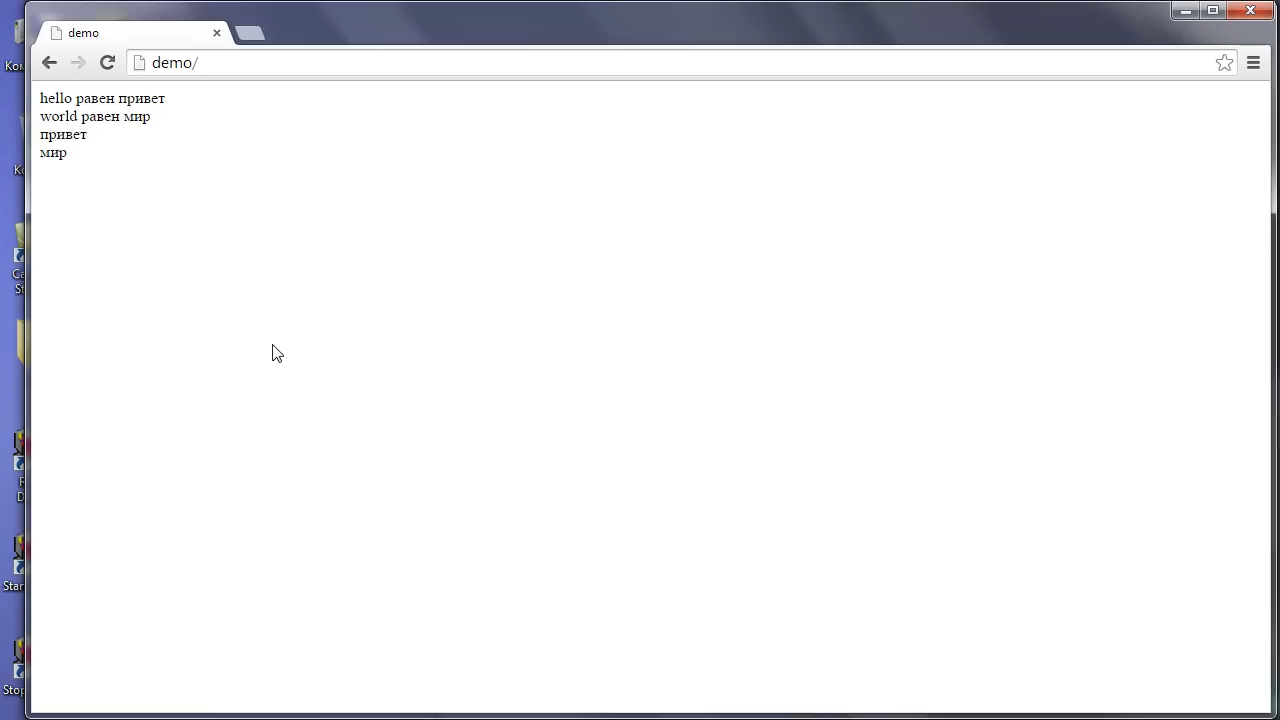 demo
demo/
hello равен привет
world равен мир
привет
мир